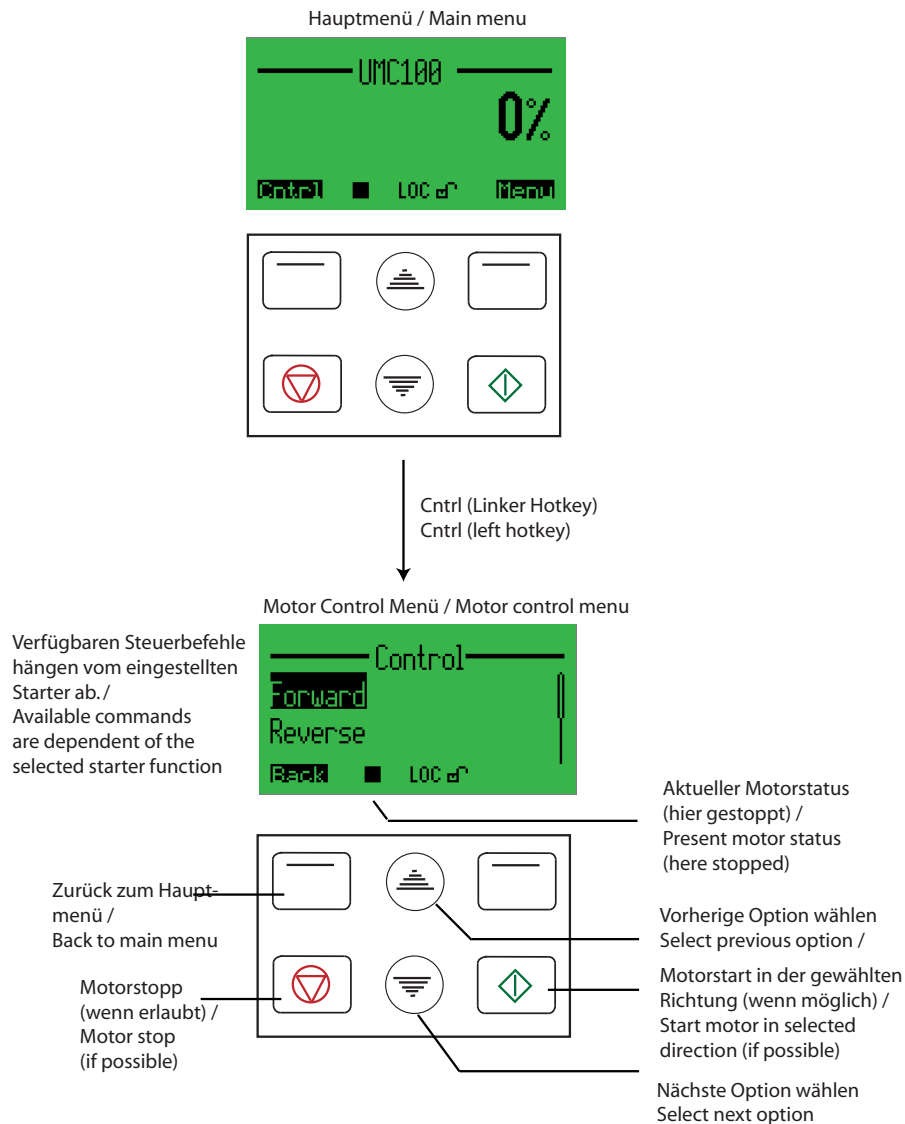 Hauptmenü / Main menu
UMC100
0%
Cntrl
LOC
Menu
Cntrl (Linker Hotkey)
Cntrl (left hotkey)
Motor Control Menü / Motor control menu
Verfügbaren Steuerbefehle
hängen vom eingestellten
Starter ab. /
Available commands
are dependent of the
selected starter function
Control
Forward
Reverse
Back
LOC
Aktueller Motorstatus
(hier gestoppt) /
Present motor status
(here stopped)
Zurück zum Haupt-
menü /
Back to main menu
Vorherige Option wählen
Select previous option /
Motorstopp
(wenn erlaubt) /
Motor stop
(if possible)
Motorstart in der gewählten
Richtung (wenn möglich) /
Start motor in selected
direction (if possible)
Nächste Option wählen
Select next option